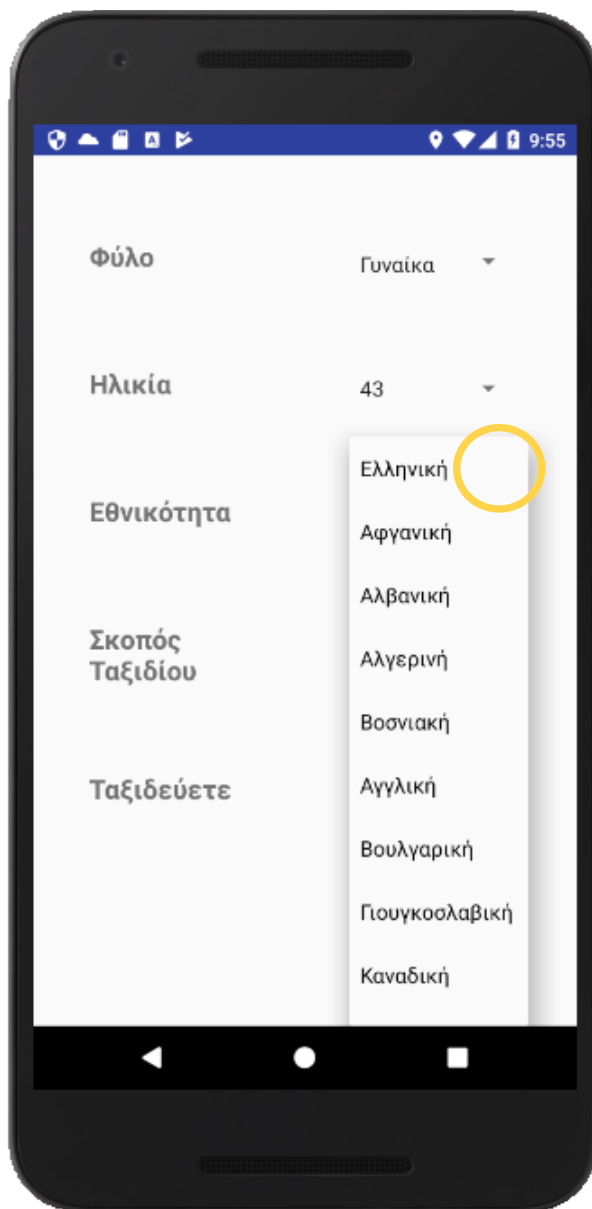 9:55
Φύλο
Γυναίκα
Ηλικία
43
Εθνικότητα
Ελληνική
Αφγανική
Αλβανική
Αλγερινή
Βοσνιακή
Αγγλική
Βουλγαρική
Γιουγκοσλαβική
Καναδική
Σκοπός
Ταξιδίου
Ταξιδεύετε